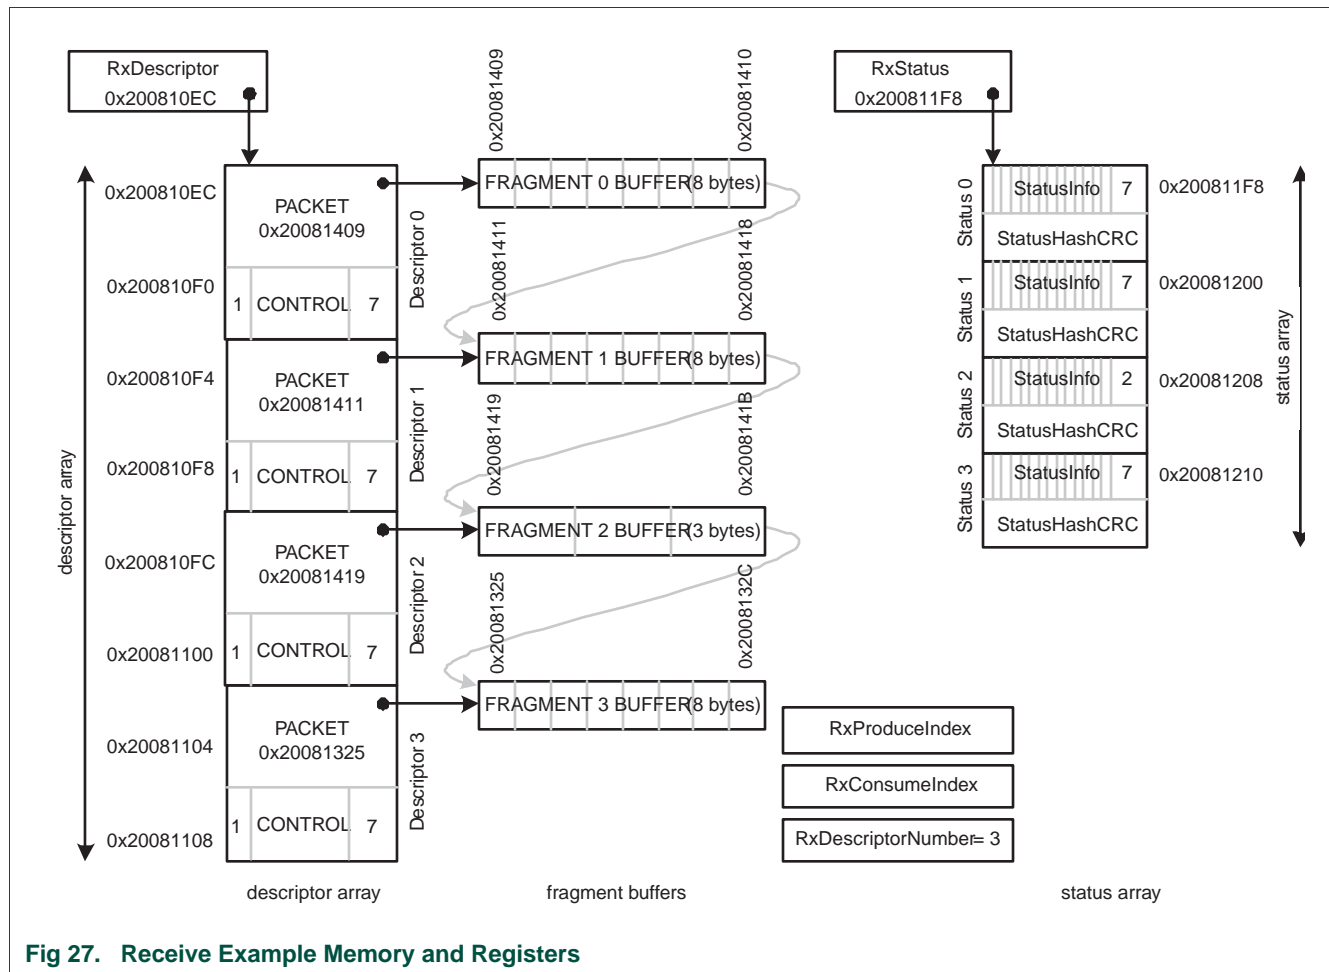 RxDescriptor
0x200810EC
RxStatus
0x200811F8
descriptor array
0x200810EC
PACKET
0x20081409
0x200810F0
1 CONTROL 7
Descriptor 0
0x200810F4
PACKET
0x20081411
0x200810F8
1 CONTROL 7
Descriptor 1
0x200810FC
PACKET
0x20081419
0x20081100
1 CONTROL 7
Descriptor 2
0x20081104
PACKET
0x20081325
0x20081108
1 CONTROL 7
Descriptor 3
descriptor array
0x20081409
0x20081410
FRAGMENT 0 BUFFER(8 bytes)
0x20081411
0x20081418
FRAGMENT 1 BUFFER(8 bytes)
0x20081419
0x2008141B
FRAGMENT 2 BUFFER(3 bytes)
0x20081325
0x2008132C
FRAGMENT 3 BUFFER(8 bytes)
fragment buffers
RxProduceIndex
RxConsumeIndex
RxDescriptorNumber= 3
Status 0
StatusInfo 7
0x200811F8
StatusHashCRC
Status 1
StatusInfo 7
0x20081200
StatusHashCRC
Status 2
StatusInfo 2
0x20081208
StatusHashCRC
Status 3
StatusInfo 7
0x20081210
StatusHashCRC
status array
status array
Fig 27. Receive Example Memory and Registers